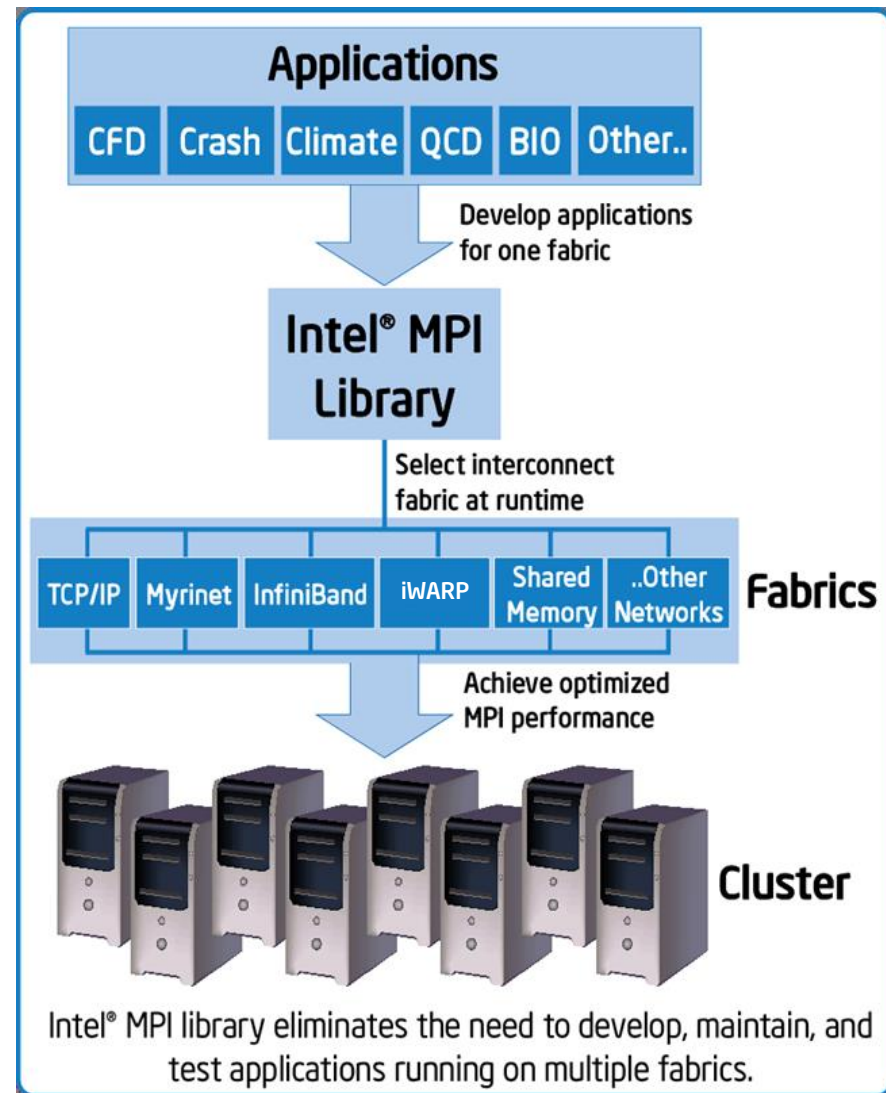 Applications
CFD Crash Climate QCD BIO Other..
Develop applications
for one fabric
Intel® MPI
Library
Select interconnect
fabric at runtime
TCP/IP Myrinet InfiniBand iWARP Shared Memory ..Other Networks
Fabrics
Achieve optimized
MPI performance
Cluster
Intel® MPI library eliminates the need to develop, maintain, and
test applications running on multiple fabrics.